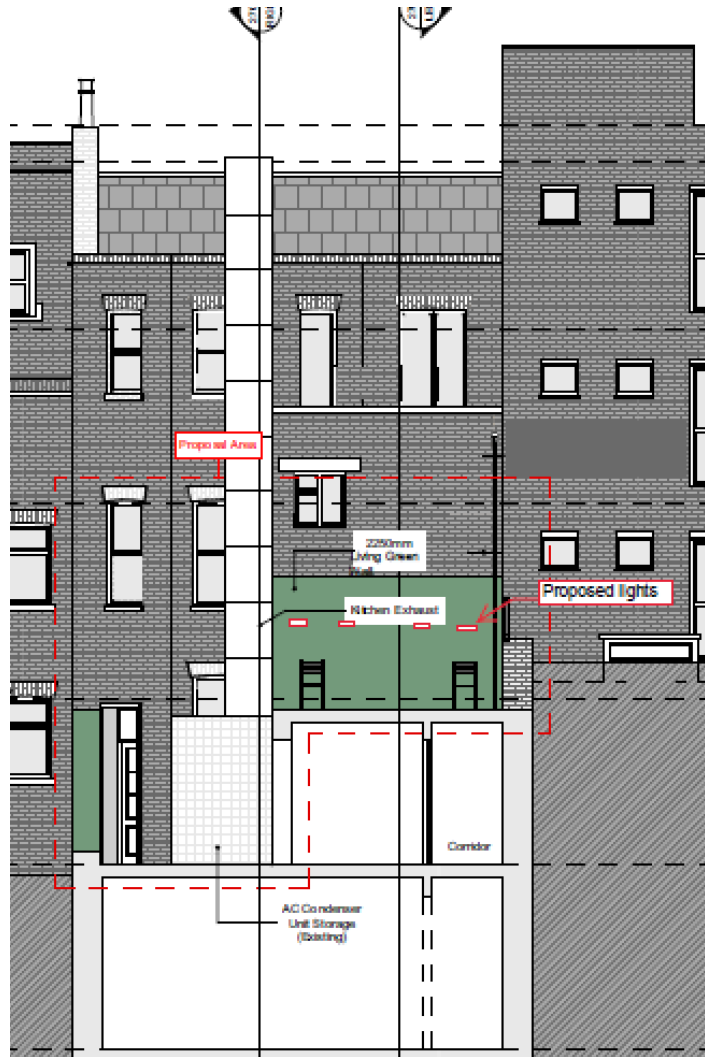 Proposal Area
2250mm
Living Green
Wall
Proposed lights
Kitchen Exhaust
Corridor
AC Condenser
Unit Storage
(Existing)